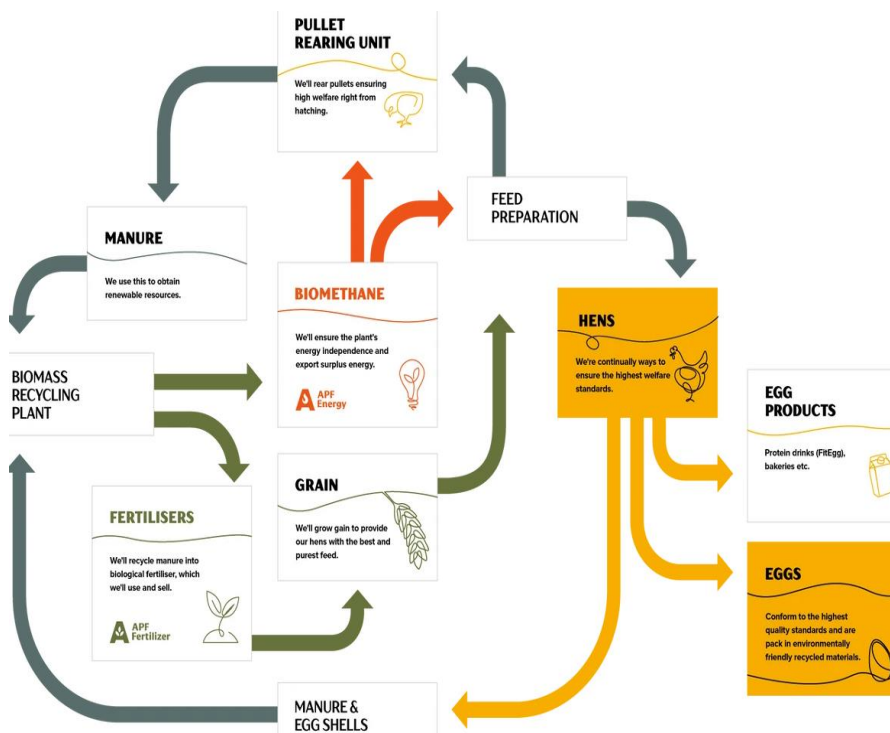 PULLET
REARING UNIT
We'll rear pullets ensuring
high welfare right from
hatching.
FEED
PREPARATION
MANURE
We use this to obtain
renewable resources.
BIOMETHANE
We'll ensure the plant's
energy independence and
export surplus energy.
APF
Energy
HENS
We're continually ways to
ensure the highest welfare
standards.
BIOMASS
RECYCLING
PLANT
EGG
PRODUCTS
Protein drinks (FitEgg),
bakeries etc.
GRAIN
We'll grow gain to provide
our hens with the best and
purest feed.
FERTILISERS
We'll recycle manure into
biological fertiliser, which
we'll use and sell.
APF
Fertilizer
EGGS
Conform to the highest
quality standards and are
pack in environmentally
friendly recycled materials.
MANURE &
EGG SHELLS